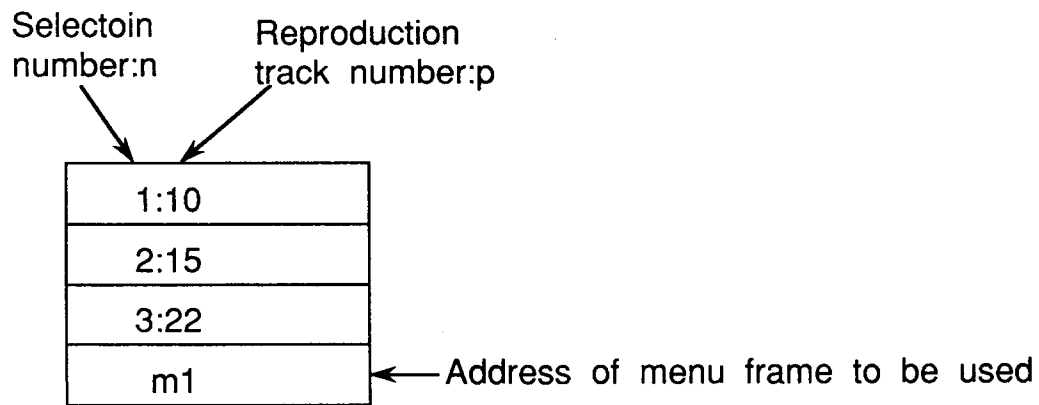 Selectoin
number:n
Reproduction
track number:p
1:10
2:15
3:22
m1
Address of menu frame to be used